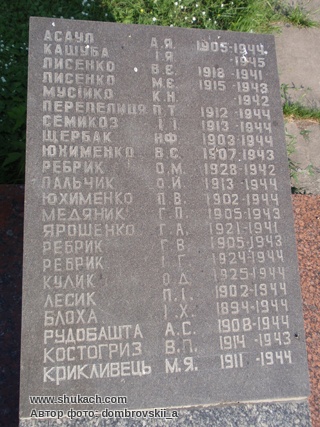 АСАУЛ А.Я. 1905-1944
КАШУБА І.Я. -1945
ЛИСЕНКО В.Є. 1918-1941
ЛИСЕНКО М.Є. 1915-1943
МУСІЙКО К.Н. 1942
ПЕРЕПЕЛИЦЯ П.Т. 1912-1944
СЕМИКОЗ І.І. 1913-1944
ЩЕРБАК Н.Ф. 1903-1944
ЮХИМЕНКО В.С. 1907-1943
РЕБРИК О.М. 1928-1942
ПАЛЬЧИК О.Й. 1913-1944
ЮХИМЕНКО П.В. 1902-1944
МЕДЯНИК Г.П. 1905-1943
ЯРОШЕНКО Г.А. 1921-1941
РЕБРИК Г.В. 1905-1943
РЕБРИК І.Г. 1924-1944
КУЛИК О.Д. 1925-1944
ЛЕСИК П.І. 1902-1944
БЛОХА І.Х. 1894-1944
РУДОБАШТА А.С. 1908-1944
КОСТОГРИЗ В.П. 1914-1943
КРИКЛИВЕЦЬ М.Я. 1911-1944
www.shukach.com
Автор фото- dombrovskii_a